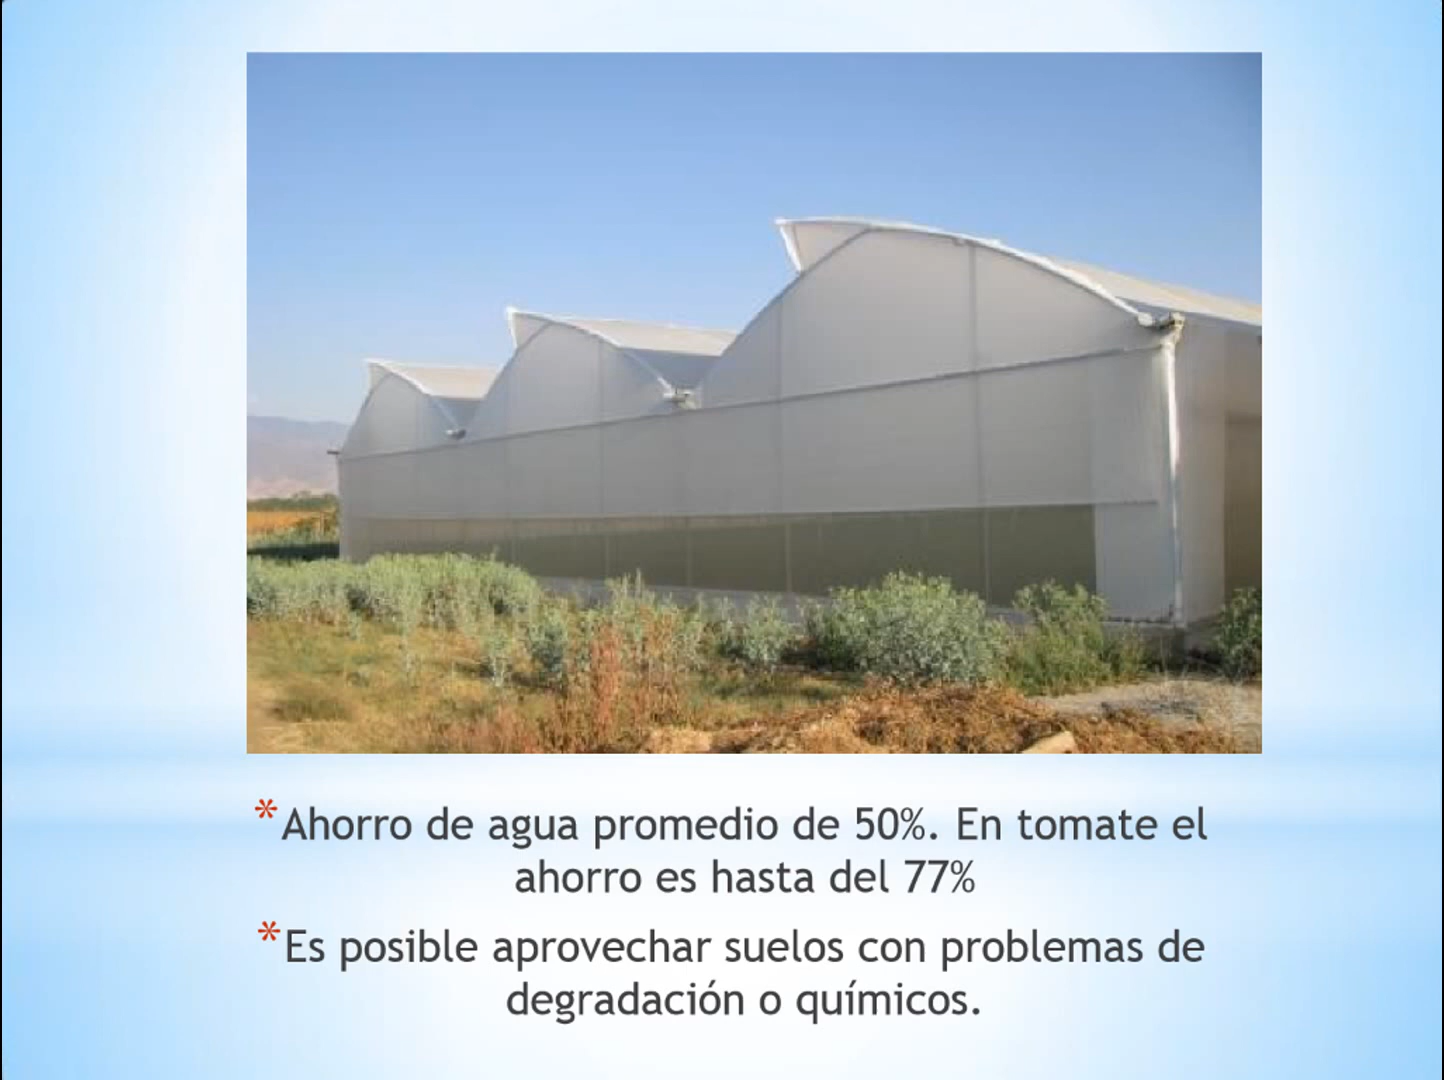 *Ahorro de agua promedio de 50%. En tomate el
ahorro es hasta del 77%
*Es posible aprovechar suelos con problemas de
degradación o químicos.